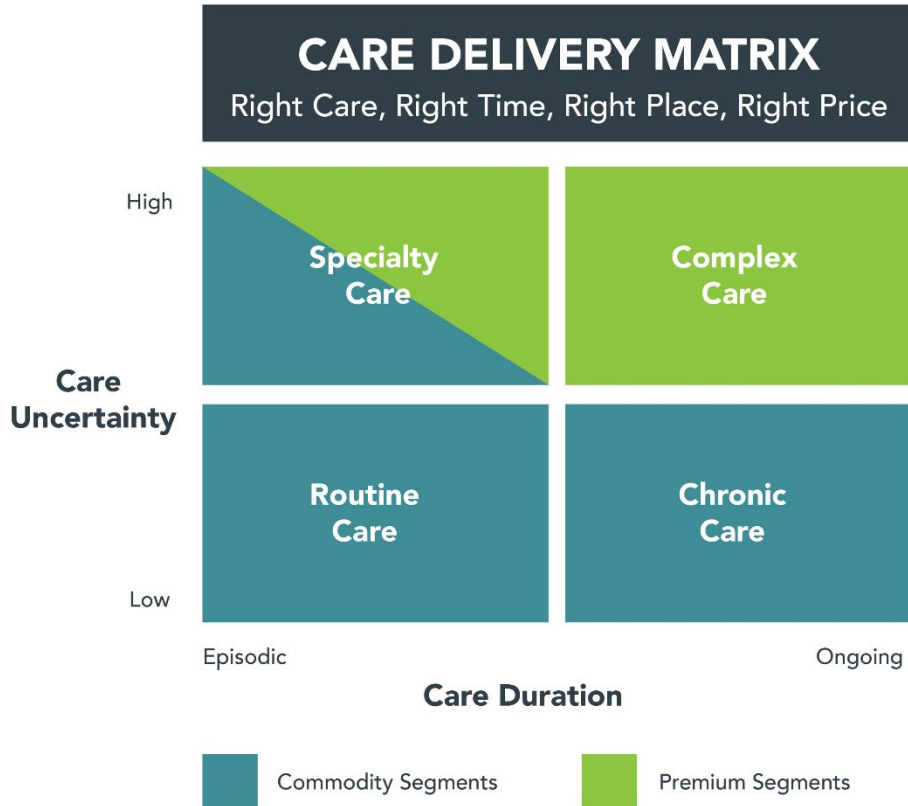 CARE DELIVERY MATRIX
Right Care, Right Time, Right Place, Right Price
High
Specialty
Care
Complex
Care
Care
Uncertainty
Routine
Care
Chronic
Care
Low
Episodic
Ongoing
Care Duration
Commodity Segments
Premium Segments